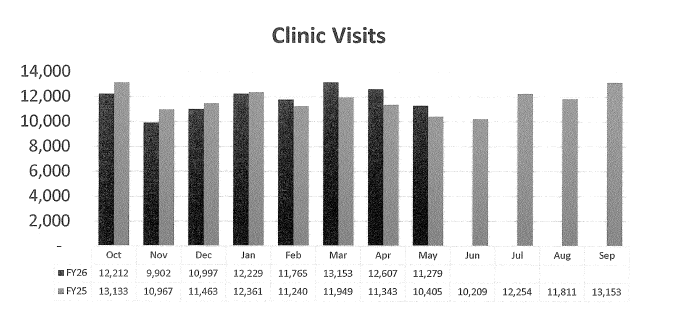 Clinic Visits
14,000
12,000
10,000
8,000
6,000
4,000
2,000
-
Oct Nov Dec Jan Feb Mar Apr May Jun Jul Aug Sep
FY26 12,212 9,902 10,997 12,229 11,765 13,153 12,607 11,279
FY25 13,133 10,967 11,463 12,361 11,240 11,949 11,343 10,405 10,209 12,254 11,811 13,153